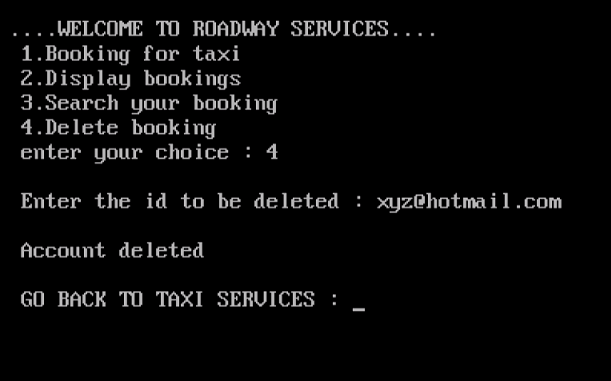 ....WELCOME TO ROADWAY SERVICES....
1.Booking for taxi
2.Display bookings
3.Search your booking
4.Delete booking
enter your choice : 4
Enter the id to be deleted : xyz@hotmail.com
Account deleted
GO BACK TO TAXI SERVICES : _